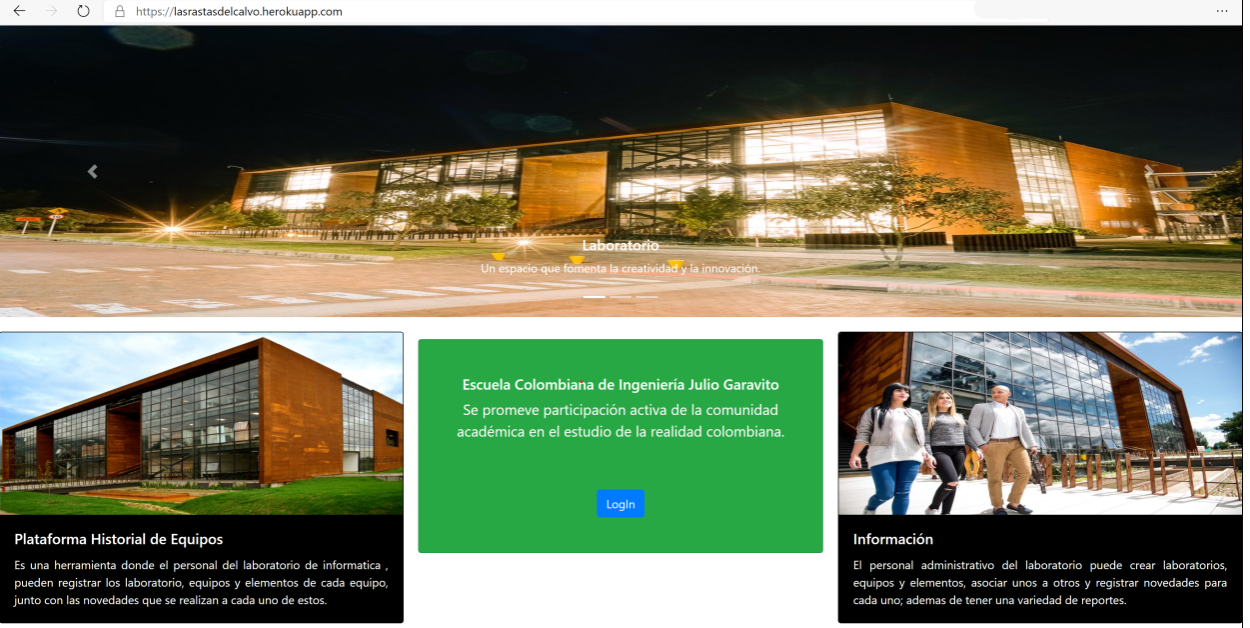 https://lasrastasdelcalvo.herokuapp.com
Laboratorio
Un espacio que fomenta la creatividad y la innovación.
Escuela Colombiana de Ingeniería Julio Garavito
Se promeve participación activa de la comunidad
académica en el estudio de la realidad colombiana.
LogIn
Plataforma Historial de Equipos
Es una herramienta donde el personal del laboratorio de informatica ,
pueden registrar los laboratorio, equipos y elementos de cada equipo,
junto con las novedades que se realizan a cada uno de estos.
Información
El personal administrativo del laboratorio puede crear laboratorios,
equipos y elementos, asociar unos a otros y registrar novedades para
cada uno; ademas de tener una variedad de reportes.